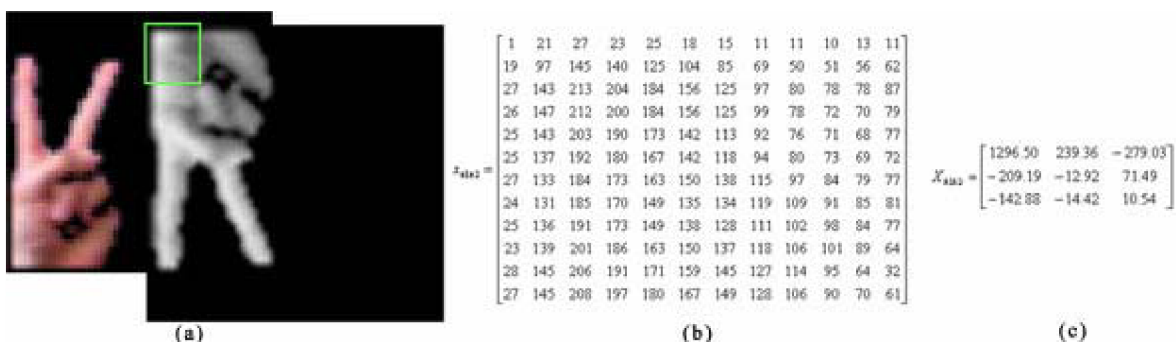 1 21 27 23 25 18 15 11 11 10 13 11
19 97 145 140 125 104 85 69 50 51 56 62
27 143 213 204 184 156 125 97 80 78 78 87
26 147 212 200 184 156 125 99 78 72 70 79
25 143 203 190 173 142 113 92 76 71 68 77
25 137 192 180 167 142 118 94 80 73 69 72
27 133 184 173 163 150 138 115 97 84 79 77
24 131 185 170 149 135 134 119 109 91 85 81
25 136 191 173 149 138 128 111 102 98 84 77
23 139 201 186 163 150 137 118 106 101 89 64
28 145 206 191 171 159 145 127 114 95 64 32
27 145 208 197 180 167 149 128 106 90 70 61
1296.50 239.36 -279.03
-209.19 -12.92 71.49
-142.88 -14.42 10.54
(a) (b) (c)